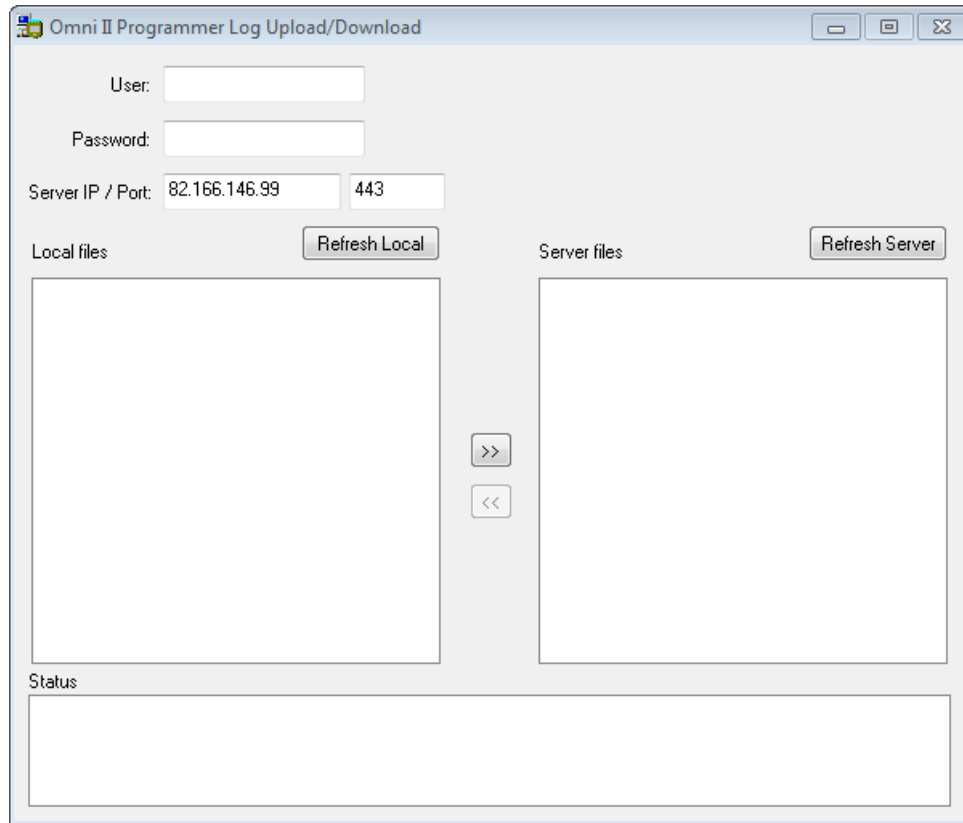 Omni II Programmer Log Upload/Download
User:
Password:
Server IP / Port: 82.166.146.99 443
Local files Refresh Local Server files Refresh Server
>>
<<
Status